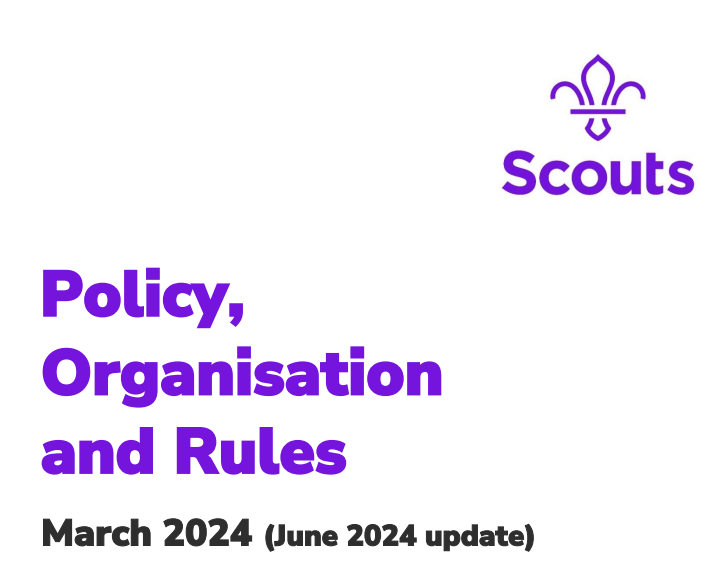 Scouts
Policy,
Organisation
and Rules
March 2024 (June 2024 update)